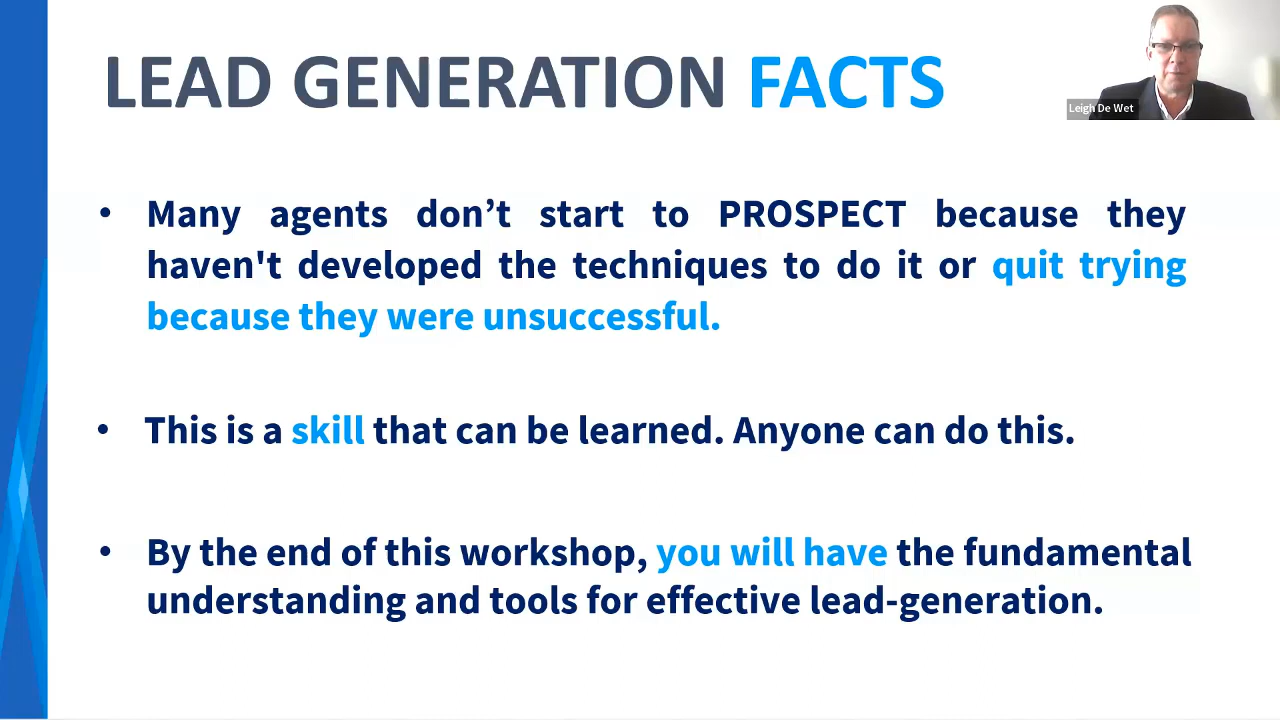 LEAD GENERATION FACTS
Leigh De Wet
• Many agents don’t start to PROSPECT because they
haven't developed the techniques to do it or quit trying
because they were unsuccessful.
• This is a skill that can be learned. Anyone can do this.
• By the end of this workshop, you will have the fundamental
understanding and tools for effective lead-generation.